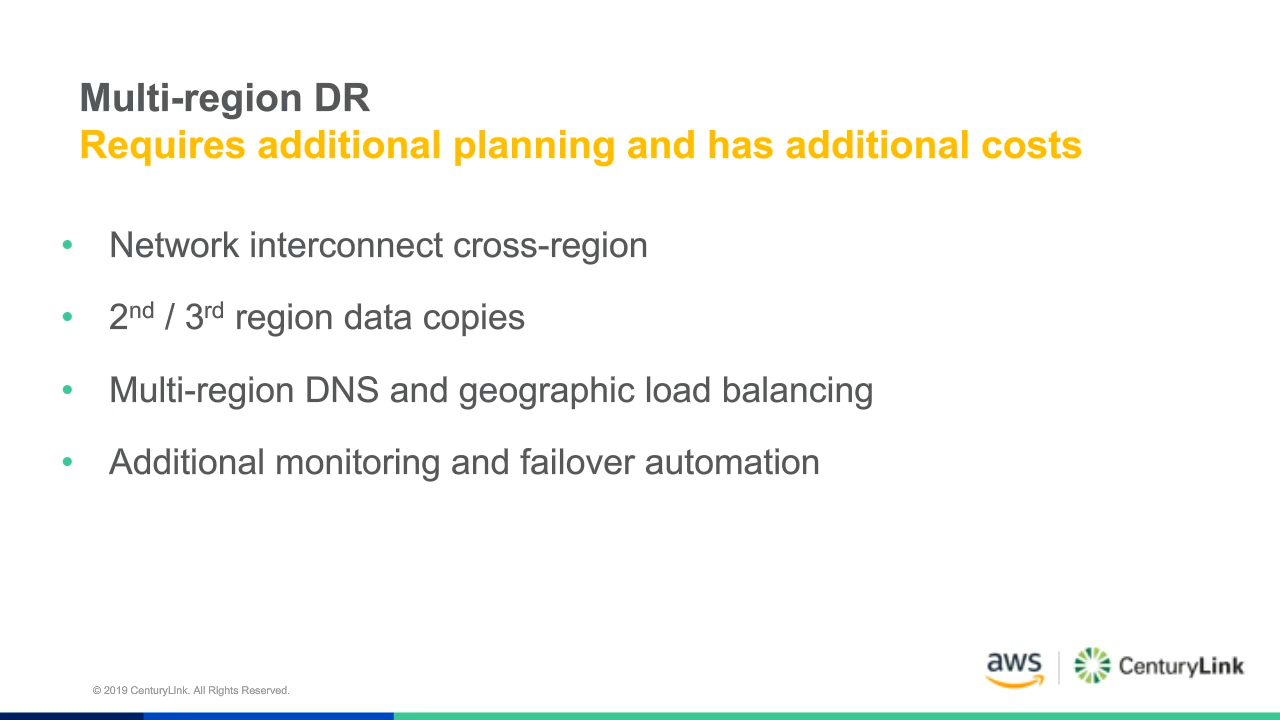 Multi-region DR
Requires additional planning and has additional costs
• Network interconnect cross-region
• 2nd / 3rd region data copies
• Multi-region DNS and geographic load balancing
• Additional monitoring and failover automation
© 2019 CenturyLInk. All Rights Reserved.
aws
CenturyLink